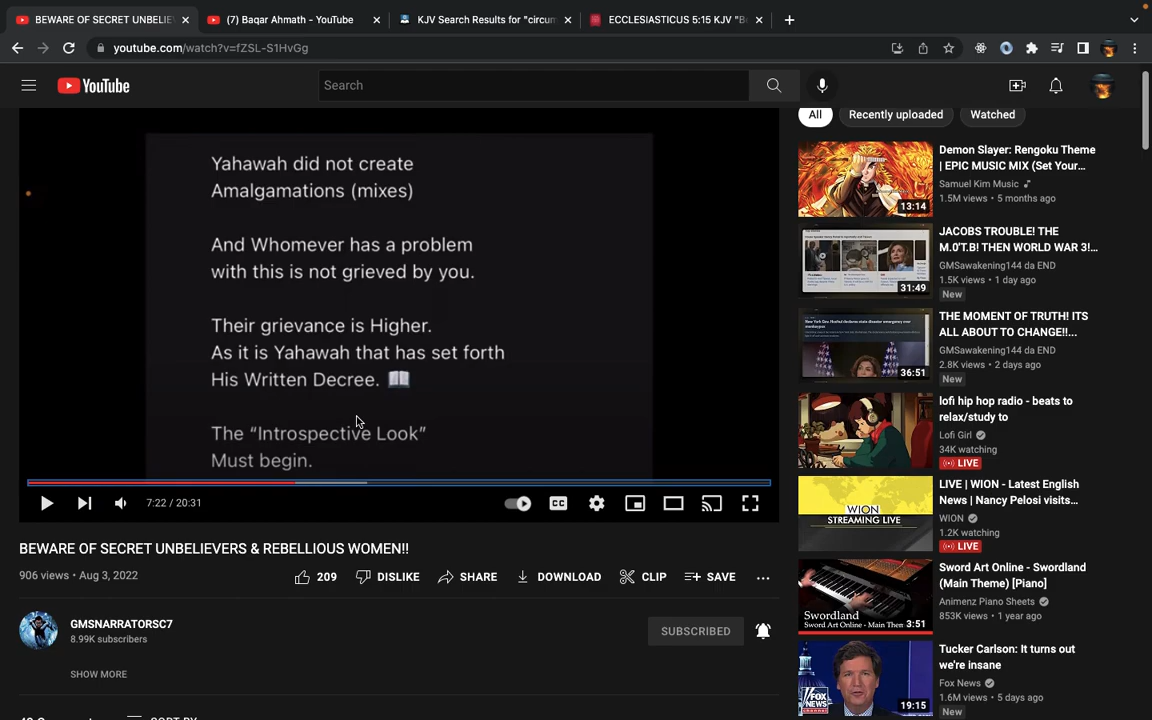 BEWARE OF SECRET UNBELIEV
(7) Baqar Ahmath - YouTube
KJV Search Results for "circum
ECCLESIASTICUS 5:15 KJV "B
youtube.com/watch?v=fZSL-S1HvGg
YouTube
Search
Yahawah did not create
Amalgamations (mixes)
And Whomever has a problem
with this is not grieved by you.
Their grievance is Higher.
As it is Yahawah that has set forth
His Written Decree.
The “Introspective Look”
Must begin.
7:22 / 20:31
CC
BEWARE OF SECRET UNBELIEVERS & REBELLIOUS WOMEN!!
906 views • Aug 3, 2022
209
DISLIKE
SHARE
DOWNLOAD
CLIP
SAVE
GMSNARRATORSC7
8.99K subscribers
SUBSCRIBED
SHOW MORE
SORT BY
All
Recently uploaded
Watched
Demon Slayer: Rengoku Theme
| EPIC MUSIC MIX (Set Your...
Samuel Kim Music
1.5M views • 5 months ago
13:14
JACOBS TROUBLE! THE
M.0'T.B! THEN WORLD WAR 3!...
GMSawakening144 da END
1.5K views • 1 day ago
New
31:49
THE MOMENT OF TRUTH! ITS
ALL ABOUT TO CHANGE!!...
GMSawakening144 da END
2.8K views • 2 days ago
New
36:51
lofi hip hop radio - beats to
relax/study to
Lofi Girl
34K watching
LIVE
LIVE | WION - Latest English
News | Nancy Pelosi visits...
WION
1.2K watching
LIVE
WION
STREAMING LIVE
Sword Art Online - Swordland
(Main Theme) [Piano]
Animenz Piano Sheets
853K views • 1 year ago
Swordland
Sword Art Online - Main Then
3:51
Tucker Carlson: It turns out
we're insane
Fox News
1.6M views • 5 days ago
New
FOX
NEWS
19:15